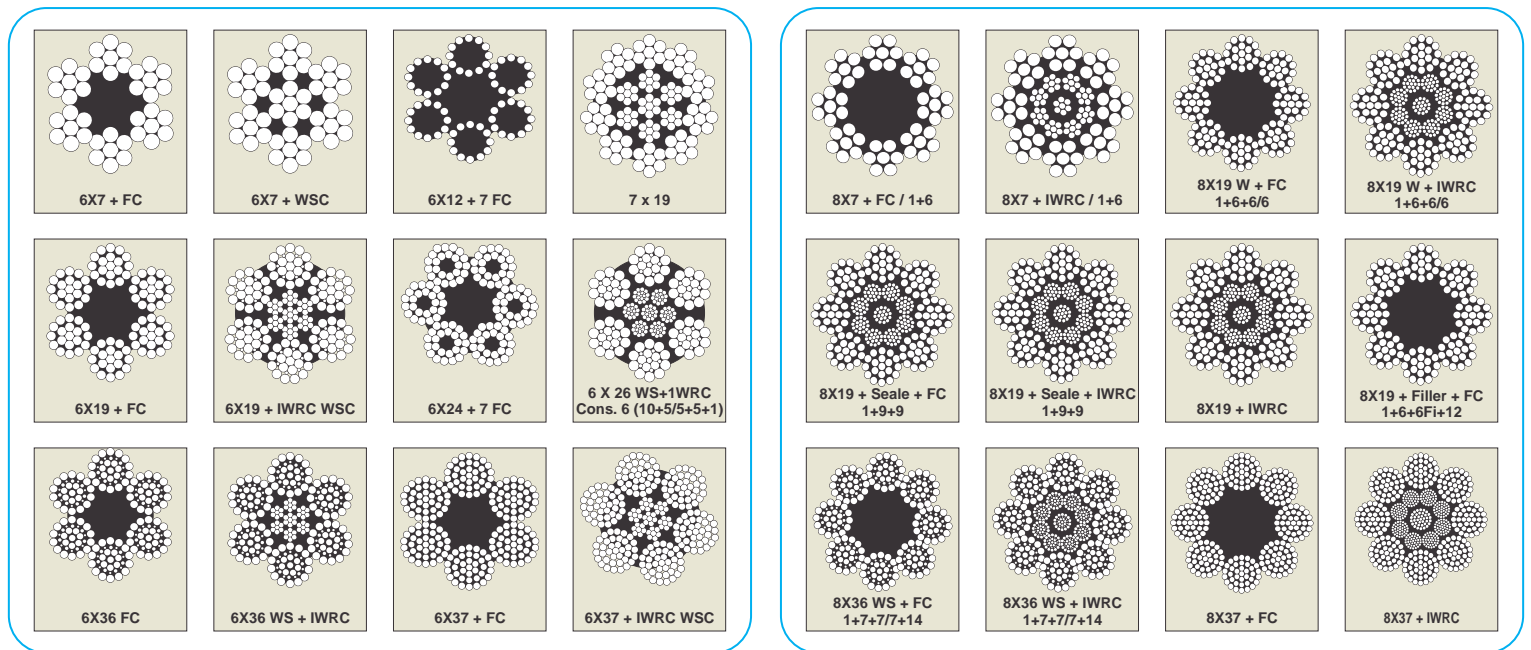 6X7 + FC
6X7 + WSC
6X12 + 7 FC
7 x 19
6X19 + FC
6X19 + IWRC WSC
6X24 + 7 FC
6 X 26 WS+1WRC
Cons. 6 (10+5/5+5+1)
6X36 FC
6X36 WS + IWRC
6X37 + FC
6X37 + IWRC WSC
8X7 + FC / 1+6
8X7 + IWRC / 1+6
8X19 W + FC
1+6+6/6
8X19 W + IWRC
1+6+6/6
8X19 + Seale + FC
1+9+9
8X19 + Seale + IWRC
1+9+9
8X19 + IWRC
8X19 + Filler + FC
1+6+6Fi+12
8X36 WS + FC
1+7+7/7+14
8X36 WS + IWRC
1+7+7/7+14
8X37 + FC
8X37 + IWRC